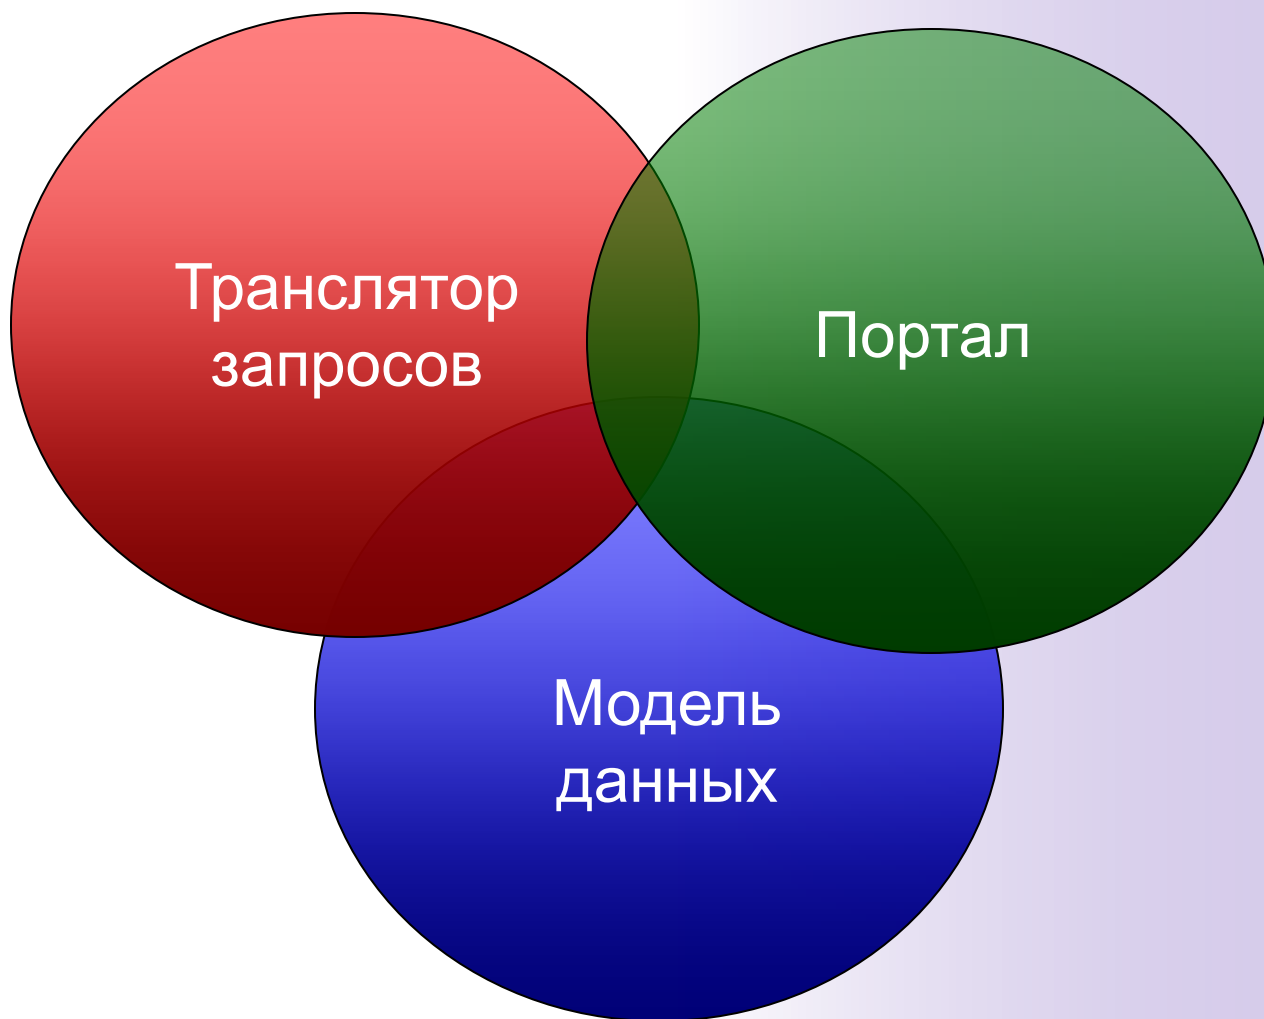 Транслятор
запросов
Портал
Модель
данных